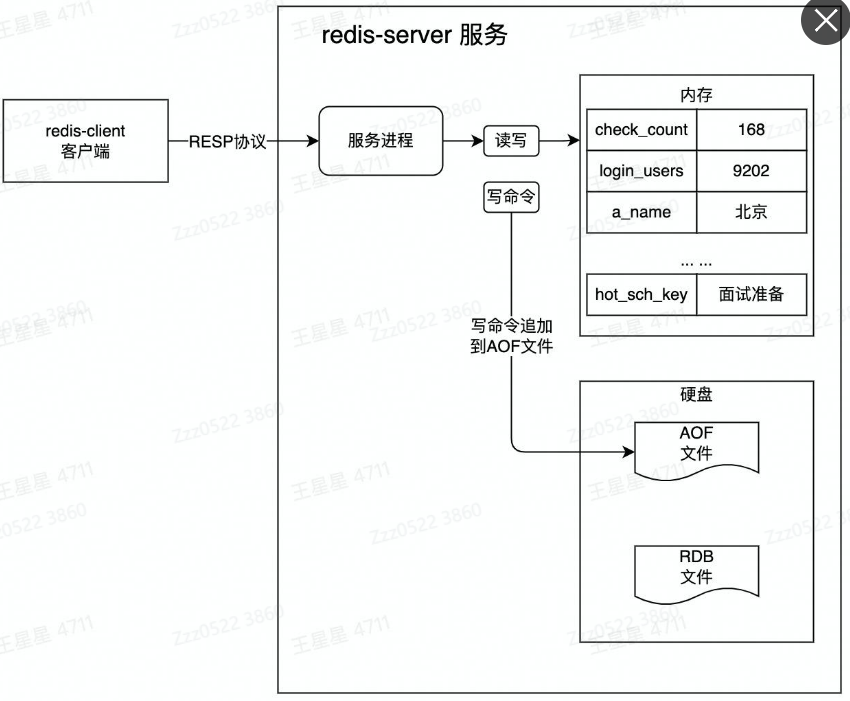 redis-server 服务
redis-client
客户端
RESP协议
服务进程
读写
写命令
写命令追加
到AOF文件
内存
check_count 168
login_users 9202
a_name 北京
... ...
hot_sch_key 面试准备
硬盘
AOF
文件
RDB
文件
王星星 4711
Zzz0522 3860